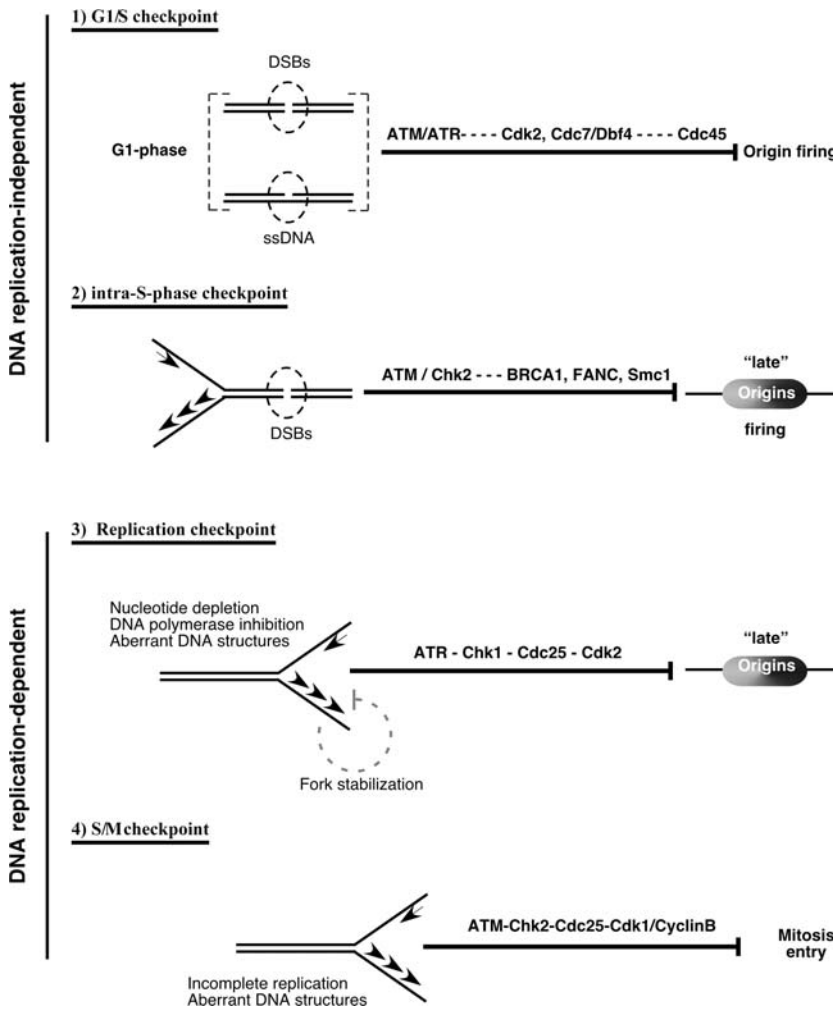 DNA replication-independent
1) G1/S checkpoint
DSBs
G1-phase
ssDNA
ATM/ATR---- Cdk2, Cdc7/Dbf4 ----- Cdc45
Origin firing
2) intra-S-phase checkpoint
DSBs
ATM / Chk2 --- BRCA1, FANC, Smc1
“late”
Origins
firing
DNA replication-dependent
3) Replication checkpoint
Nucleotide depletion
DNA polymerase inhibition
Aberrant DNA structures
ATR - Chk1 - Cdc25 - Cdk2
“late”
Origins
Fork stabilization
4) S/M checkpoint
ATM-Chk2-Cdc25-Cdk1/CyclinB
Mitosis
entry
Incomplete replication
Aberrant DNA structures